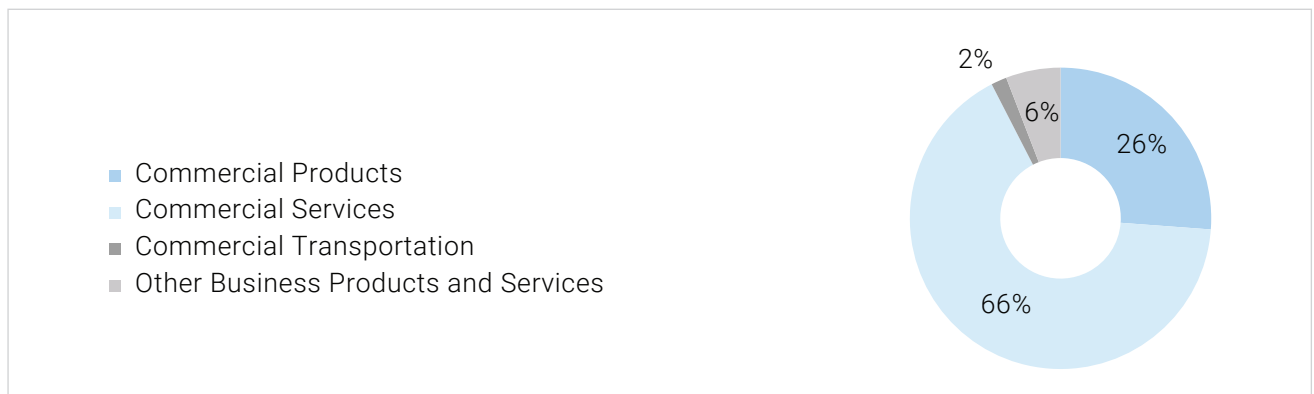 Commercial Products
Commercial Services
Commercial Transportation
Other Business Products and Services
2%
6%
26%
66%